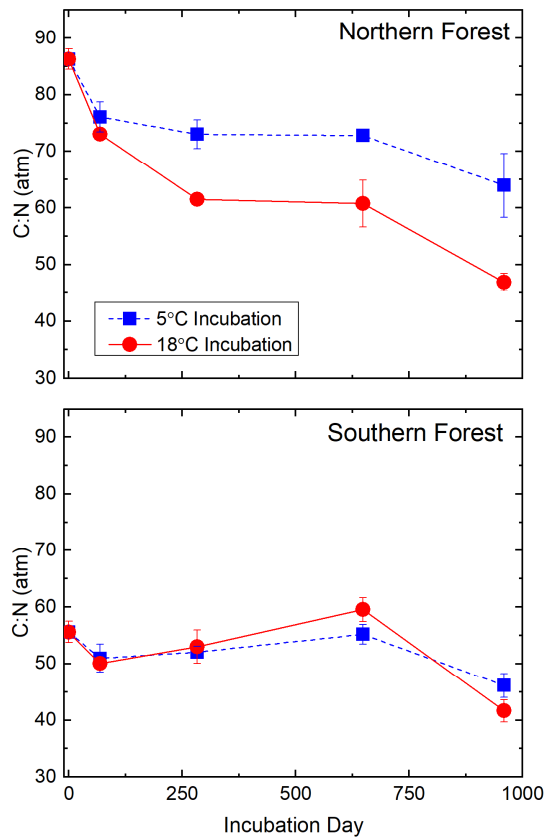 Northern Forest
90
80
70
60
50
40
30
C:N (atm)
5°C Incubation
18°C Incubation
Southern Forest
90
80
70
60
50
40
30
C:N (atm)
0 250 500 750 1000
Incubation Day